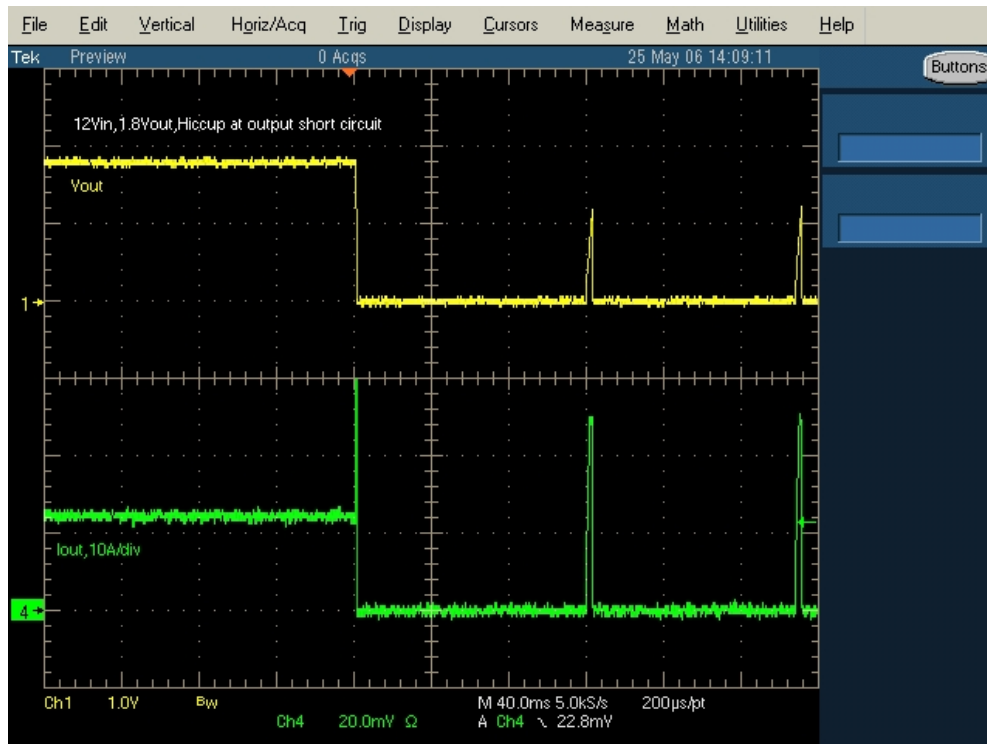 File Edit Vertical Horiz/Acq Trig Display Cursors Measure Math Utilities Help
Tek Preview 0 Acqs 25 May 06 14:09:11
Buttons
12Vin,1.8Vout,Hiccup at output short circuit
Vout
1
Iout,10A/div
4
Ch1 1.0V BW M 40.0ms 5.0kS/s 200µs/pt
Ch4 20.0mV Ω A Ch4 22.8mV